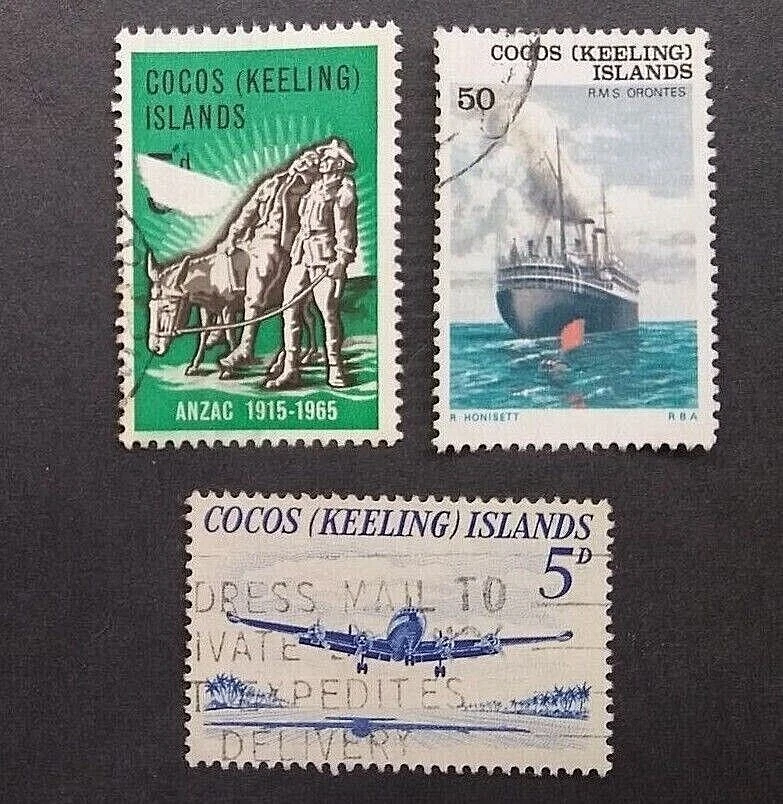 COCOS (KEELING)
ISLANDS
d
ANZAC 1915-1965
COCOS (KEELING)
ISLANDS
R.M.S. ORONTES
50
R HONISETT
RBA
COCOS (KEELING) ISLANDS
5D
DRESS MAIL TO
IVATE
EXPEDITES
DELIVERY